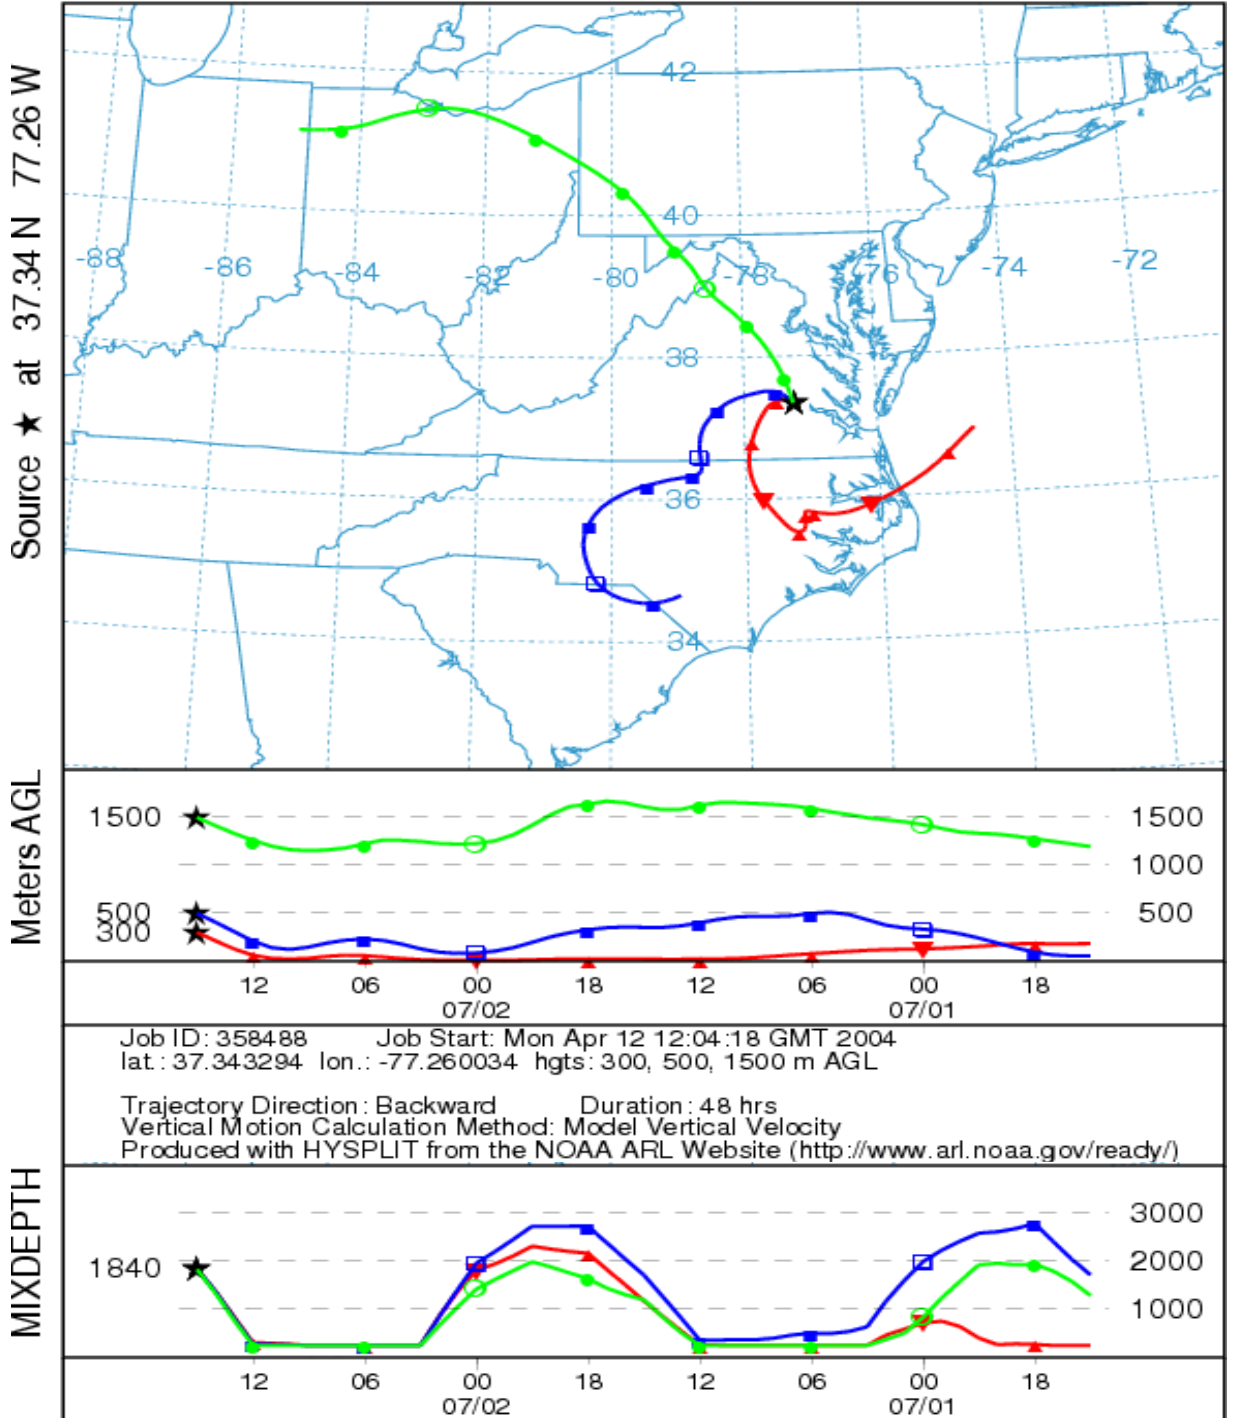 Source ★ at 37.34 N 77.26 W
42
40
-88 -86 -84 -82 -80 -78 -76 -74 -72
38
36
34
Meters AGL
1500 1500
1000
500 500
300
12 06 00 18 12 06 00 18
07/02 07/01
Job ID: 358488 Job Start: Mon Apr 12 12:04:18 GMT 2004
lat.: 37.343294 lon.: -77.260034 hgts: 300, 500, 1500 m AGL
Trajectory Direction: Backward Duration: 48 hrs
Vertical Motion Calculation Method: Model Vertical Velocity
Produced with HYSPLIT from the NOAA ARL Website (http://www.arl.noaa.gov/ready/)
MIXDEPTH
3000
1840 2000
1000
12 06 00 18 12 06 00 18
07/02 07/01